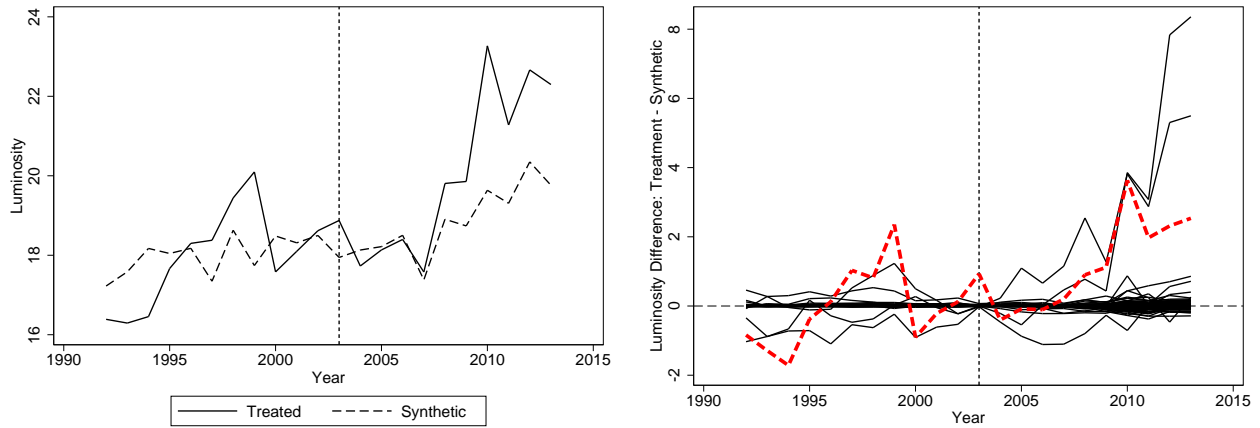 Luminosity
24
22
20
18
16
1990 1995 2000 2005 2010 2015
Year
Treated Synthetic
Luminosity Difference: Treatment - Synthetic
8
6
4
2
0
-2
1990 1995 2000 2005 2010 2015
Year